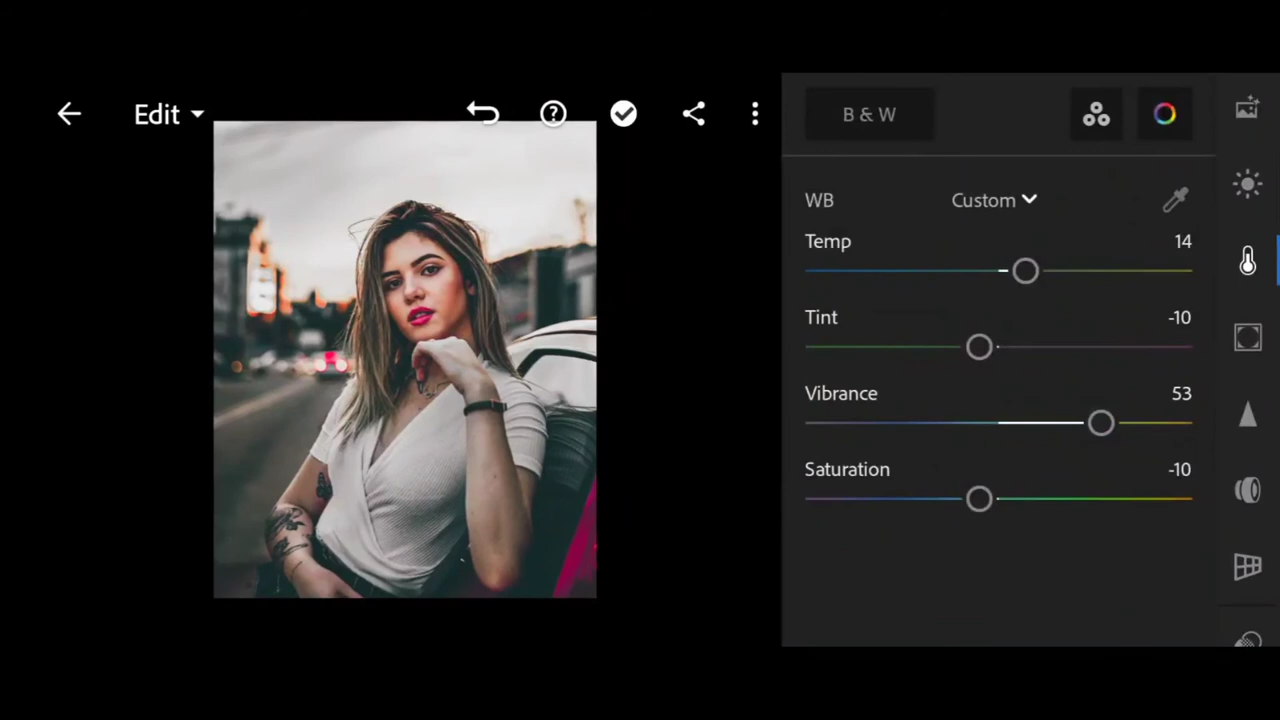 Edit
B & W
WB Custom
Temp 14
Tint -10
Vibrance 53
Saturation -10